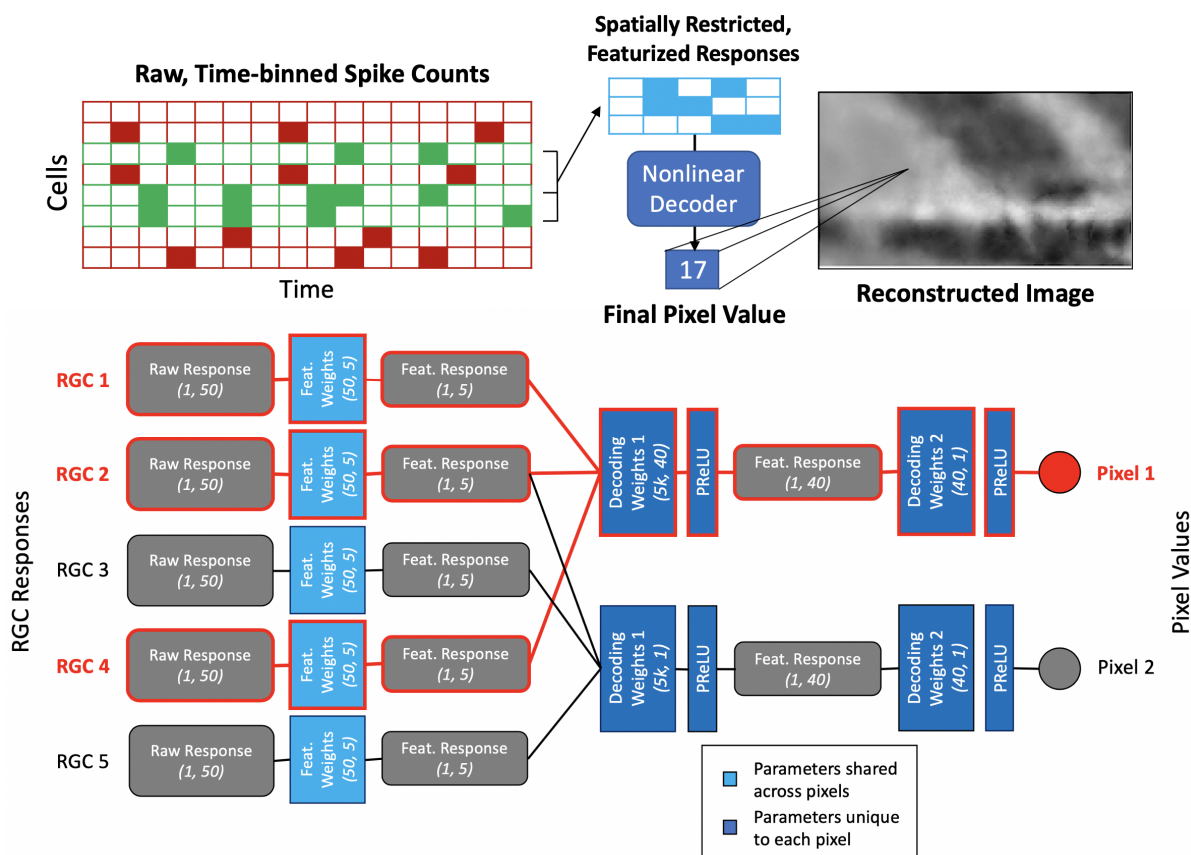 Spatially Restricted,
Featurized Responses
Raw, Time-binned Spike Counts
Cells
Time
Nonlinear
Decoder
17
Final Pixel Value
Reconstructed Image
RGC Responses
RGC 1
Raw Response
(1, 50)
Feat.
Weights
(50, 5)
Feat. Response
(1, 5)
RGC 2
Raw Response
(1, 50)
Feat.
Weights
(50, 5)
Feat. Response
(1, 5)
RGC 3
Raw Response
(1, 50)
Feat.
Weights
(50, 5)
Feat. Response
(1, 5)
RGC 4
Raw Response
(1, 50)
Feat.
Weights
(50, 5)
Feat. Response
(1, 5)
RGC 5
Raw Response
(1, 50)
Feat.
Weights
(50, 5)
Feat. Response
(1, 5)
Decoding
Weights 1
(5k, 40)
PReLU
Feat. Response
(1, 40)
Decoding
Weights 2
(40, 1)
PReLU
Pixel 1
Decoding
Weights 1
(5k, 1)
PReLU
Feat. Response
(1, 40)
Decoding
Weights 2
(40, 1)
PReLU
Pixel 2
Pixel Values
Parameters shared
across pixels
Parameters unique
to each pixel